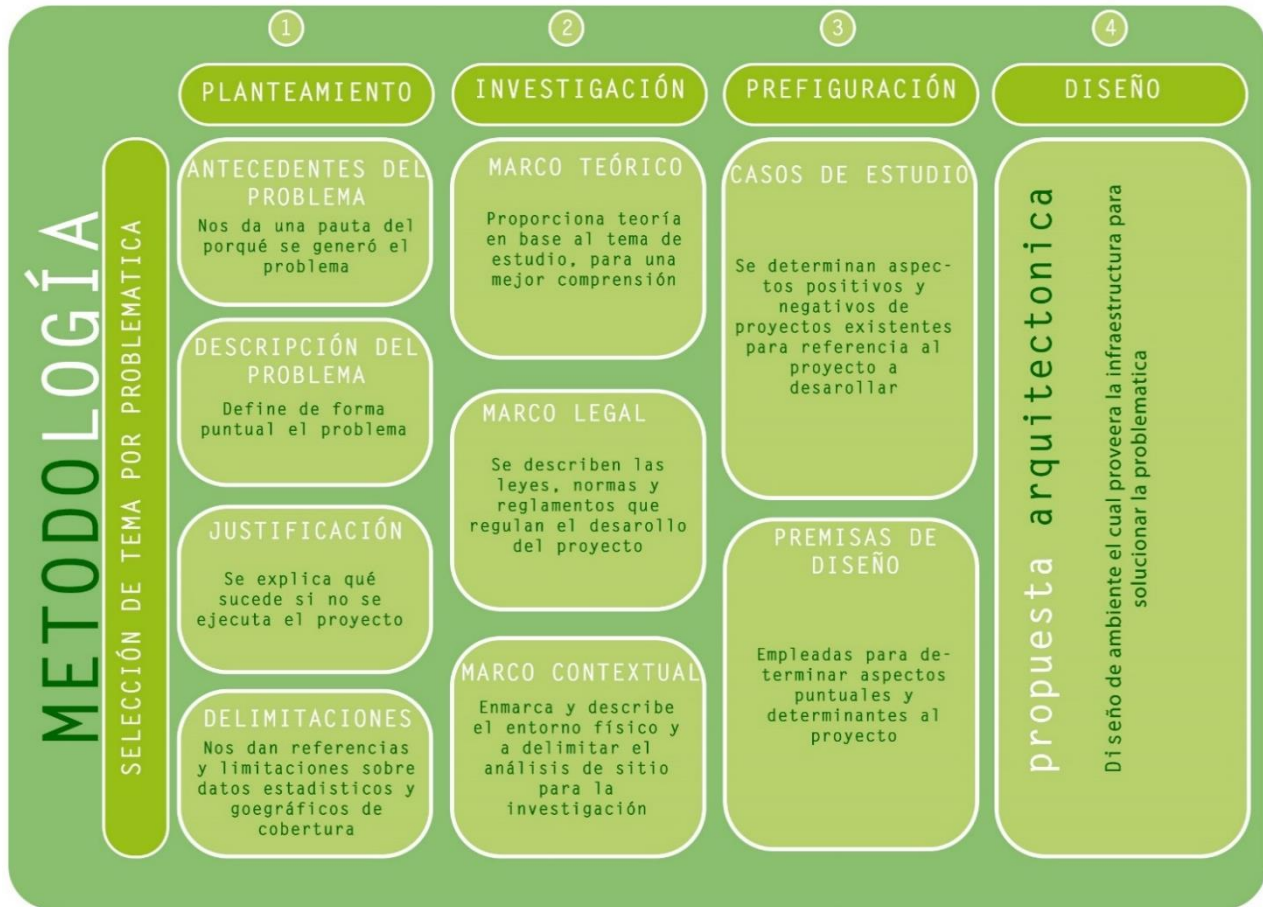 METODOLOGÍA
SELECCIÓN DE TEMA POR PROBLEMATICA
1
PLANTEAMIENTO
ANTECEDENTES DEL
PROBLEMA
Nos da una pauta del
porqué se generó el
problema
DESCRIPCIÓN DEL
PROBLEMA
Define de forma
puntual el problema
JUSTIFICACIÓN
Se explica qué
sucede si no se
ejecuta el proyecto
DELIMITACIONES
Nos dan referencias
y limitaciones sobre
datos estadisticos y
goegráficos de
cobertura
2
INVESTIGACIÓN
MARCO TEÓRICO
Proporciona teoría
en base al tema de
estudio, para una
mejor comprensión
MARCO LEGAL
Se describen las
leyes, normas y
reglamentos que
regulan el desarollo
del proyecto
MARCO CONTEXTUAL
Enmarca y describe
el entorno físico y
a delimitar el
análisis de sitio
para la
investigación
3
PREFIGURACIÓN
CASOS DE ESTUDIO
Se determinan aspec-
tos positivos y
negativos de
proyectos existentes
para referencia al
proyecto a
desarollar
PREMISAS DE
DISEÑO
Empleadas para de-
terminar aspectos
puntuales y
determinantes al
proyecto
4
DISEÑO
propuesta arquitectonica
Diseño de ambiente el cual proveera la infraestructura para
solucionar la problematica